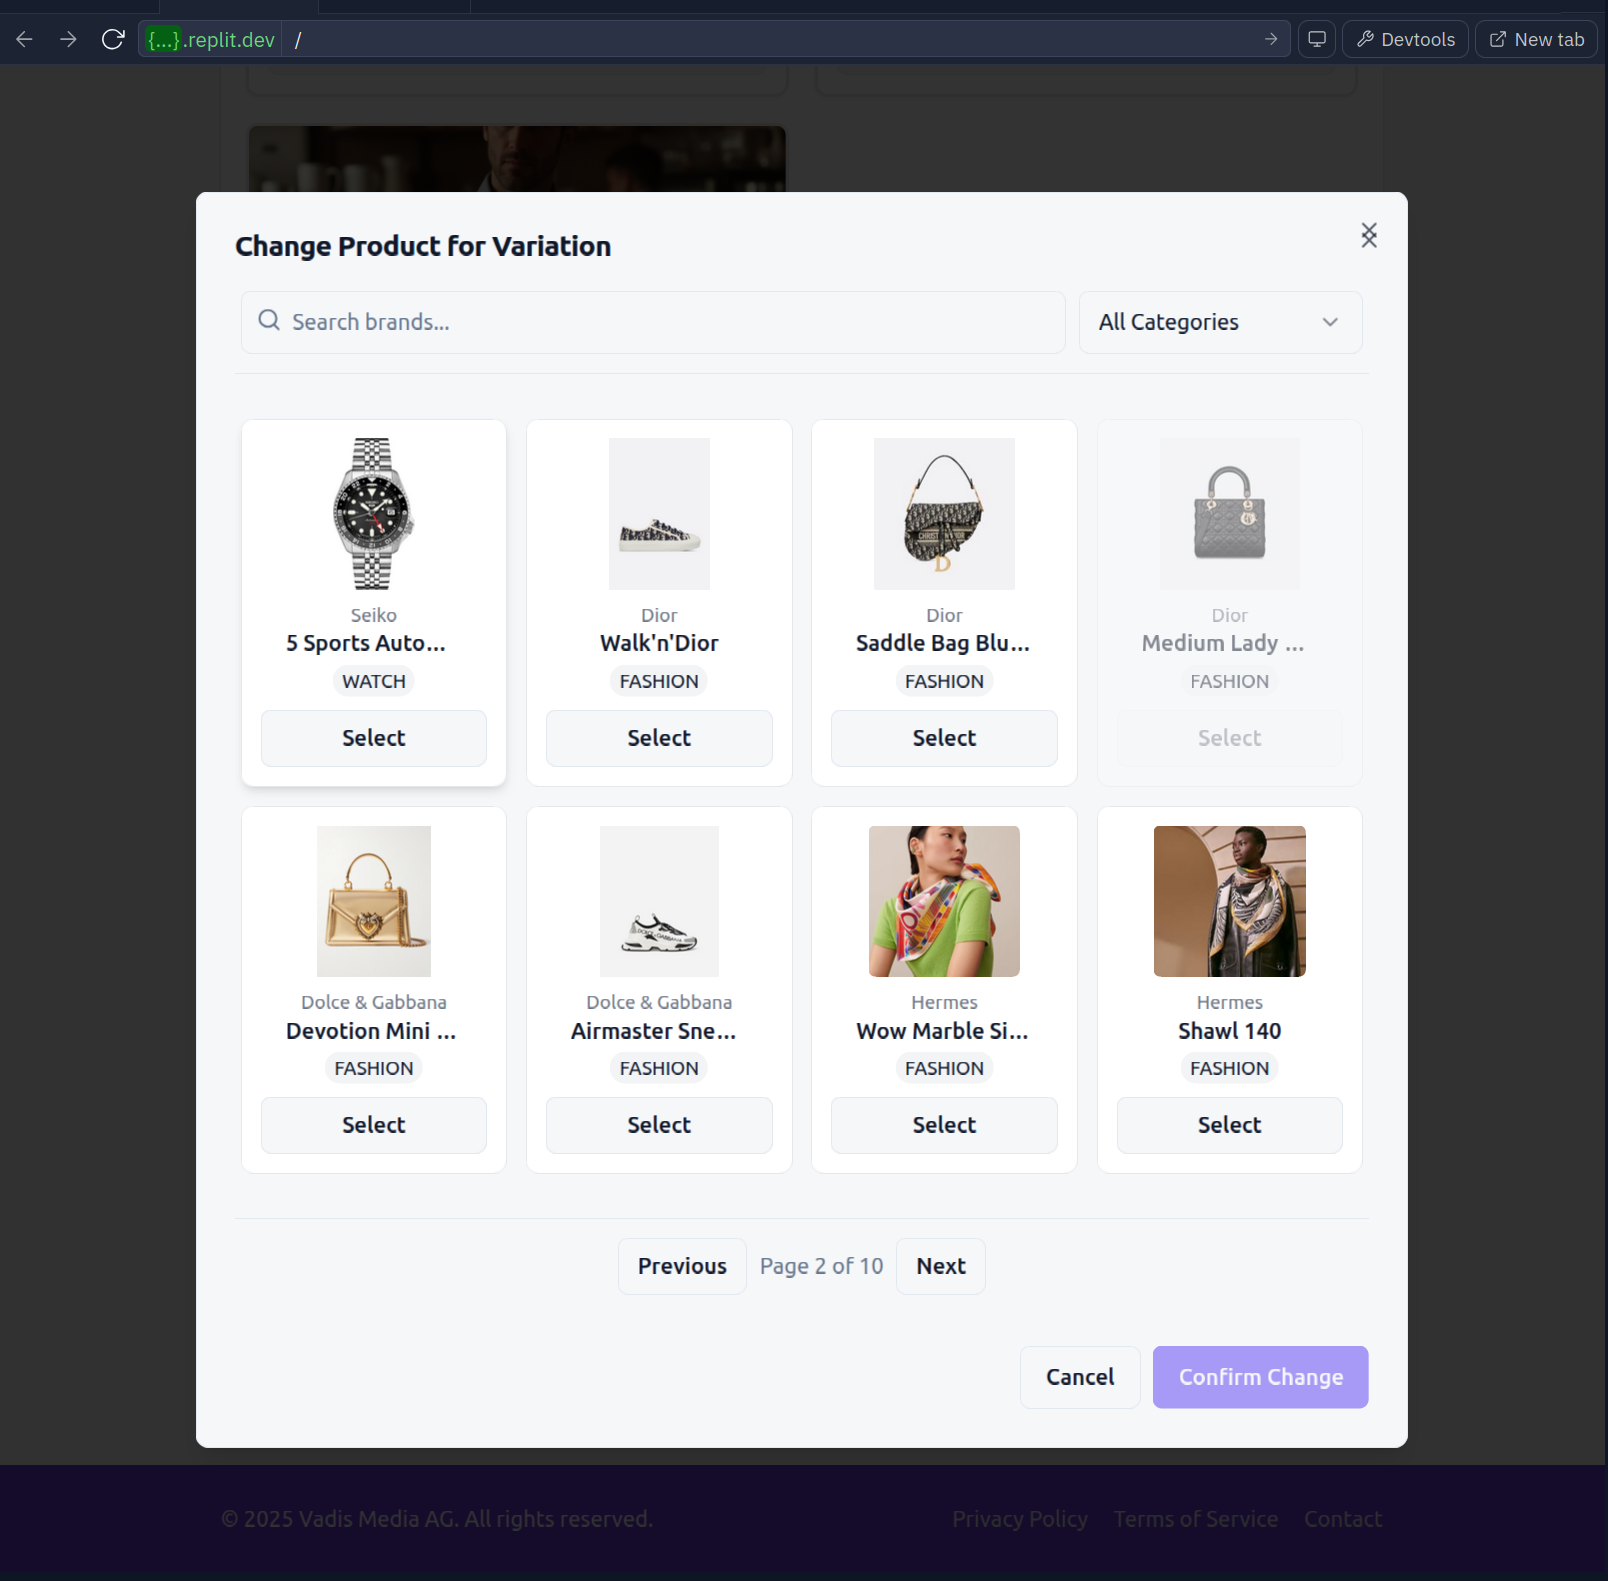 {...}.replit.dev /
Devtools
New tab
Change Product for Variation
Search brands...
All Categories
Seiko
5 Sports Auto...
WATCH
Select
Dior
Walk'n'Dior
FASHION
Select
CHRISTIAN DIOR
D
Dior
Saddle Bag Blu...
FASHION
Select
Dior
Medium Lady ...
FASHION
Select
Dolce & Gabbana
Devotion Mini ...
FASHION
Select
Dolce & Gabbana
Airmaster Sne...
FASHION
Select
Hermes
Wow Marble Si...
FASHION
Select
Hermes
Shawl 140
FASHION
Select
Previous
Page 2 of 10
Next
Cancel
Confirm Change
© 2025 Vadis Media AG. All rights reserved.
Privacy Policy
Terms of Service
Contact